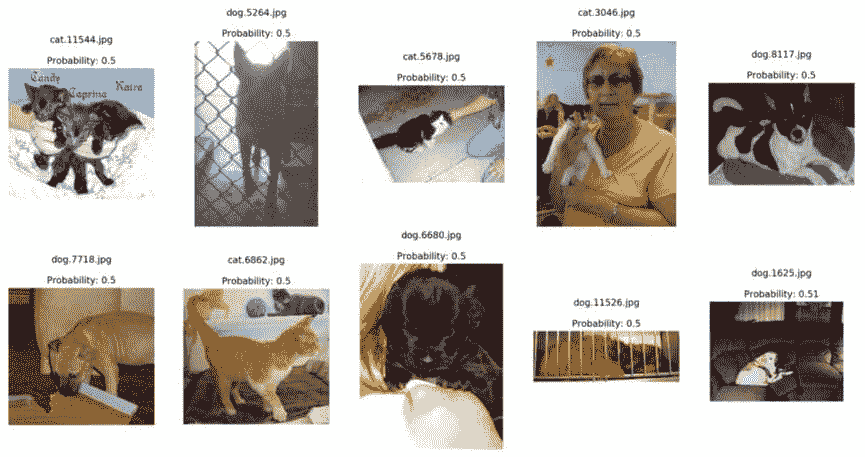 cat.11544.jpg
Probability: 0.5
Candy
Caprina
Katra
dog.5264.jpg
Probability: 0.5
cat.5678.jpg
Probability: 0.5
cat.3046.jpg
Probability: 0.5
dog.8117.jpg
Probability: 0.5
dog.7718.jpg
Probability: 0.5
cat.6862.jpg
Probability: 0.5
dog.6680.jpg
Probability: 0.5
dog.11526.jpg
Probability: 0.5
dog.1625.jpg
Probability: 0.51